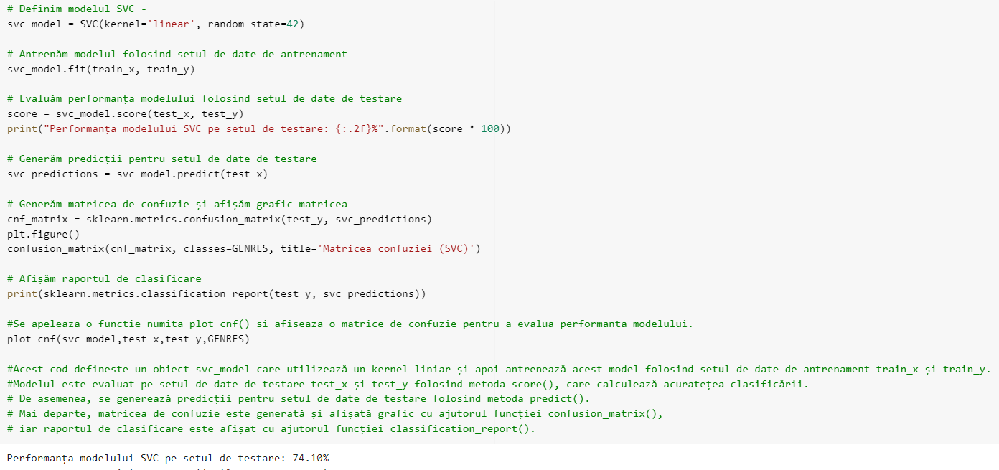 # Definim modelul SVC -
svc_model = SVC(kernel='linear', random_state=42)
# Antrenăm modelul folosind setul de date de antrenament
svc_model.fit(train_x, train_y)
# Evaluăm performanța modelului folosind setul de date de testare
score = svc_model.score(test_x, test_y)
print("Performanța modelului SVC pe setul de testare: {:.2f}%".format(score * 100))
# Generăm predicții pentru setul de date de testare
svc_predictions = svc_model.predict(test_x)
# Generăm matricea de confuzie și afișăm grafic matricea
cnf_matrix = sklearn.metrics.confusion_matrix(test_y, svc_predictions)
plt.figure()
confusion_matrix(cnf_matrix, classes=GENRES, title='Matricea confuziei (SVC)')
# Afișăm raportul de clasificare
print(sklearn.metrics.classification_report(test_y, svc_predictions))
#Se apeleaza o functie numita plot_cnf() si afiseaza o matrice de confuzie pentru a evalua performanta modelului.
plot_cnf(svc_model,test_x,test_y,GENRES)
#Acest cod defineste un obiect svc_model care utilizează un kernel liniar și apoi antrenează acest model folosind setul de date de antrenament train_x și train_y.
#Modelul este evaluat pe setul de date de testare test_x și test_y folosind metoda score(), care calculează acuratețea clasificării.
# De asemenea, se generează predicții pentru setul de date de testare folosind metoda predict().
# Mai departe, matricea de confuzie este generată și afișată grafic cu ajutorul funcției confusion_matrix(),
# iar raportul de clasificare este afișat cu ajutorul funcției classification_report().
Performanța modelului SVC pe setul de testare: 74.10%